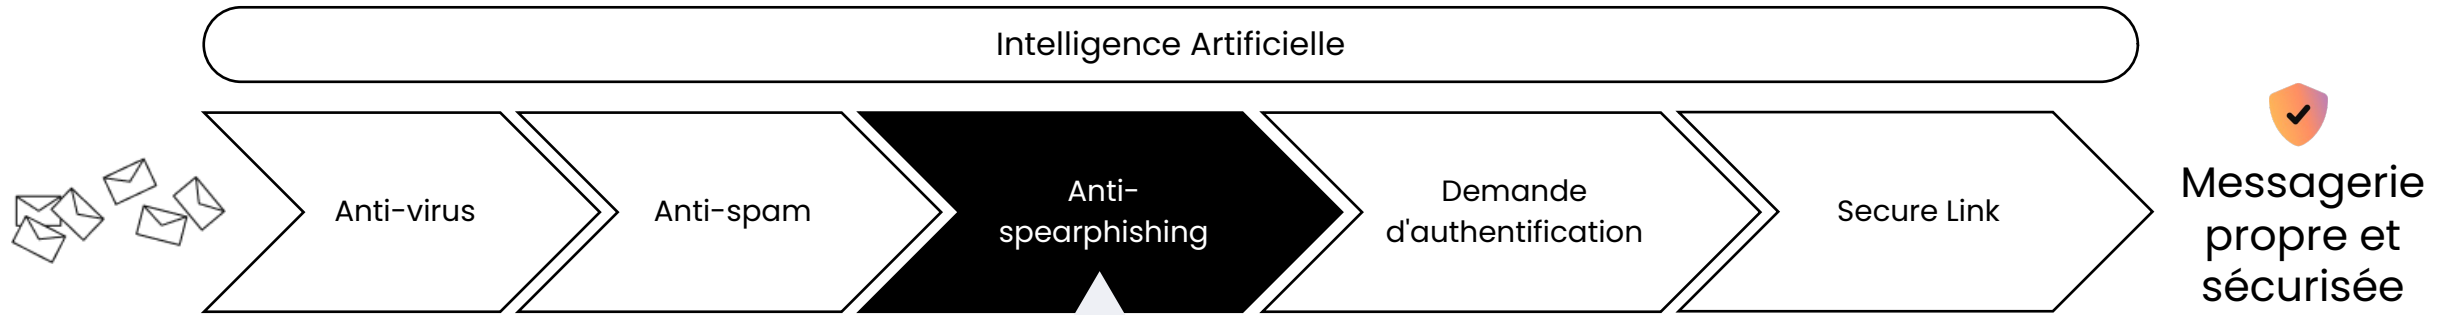 Intelligence Artificielle
Anti-virus
Anti-spam
Anti-
spearphishing
Demande
d'authentification
Secure Link
Messagerie
propre et
sécurisée